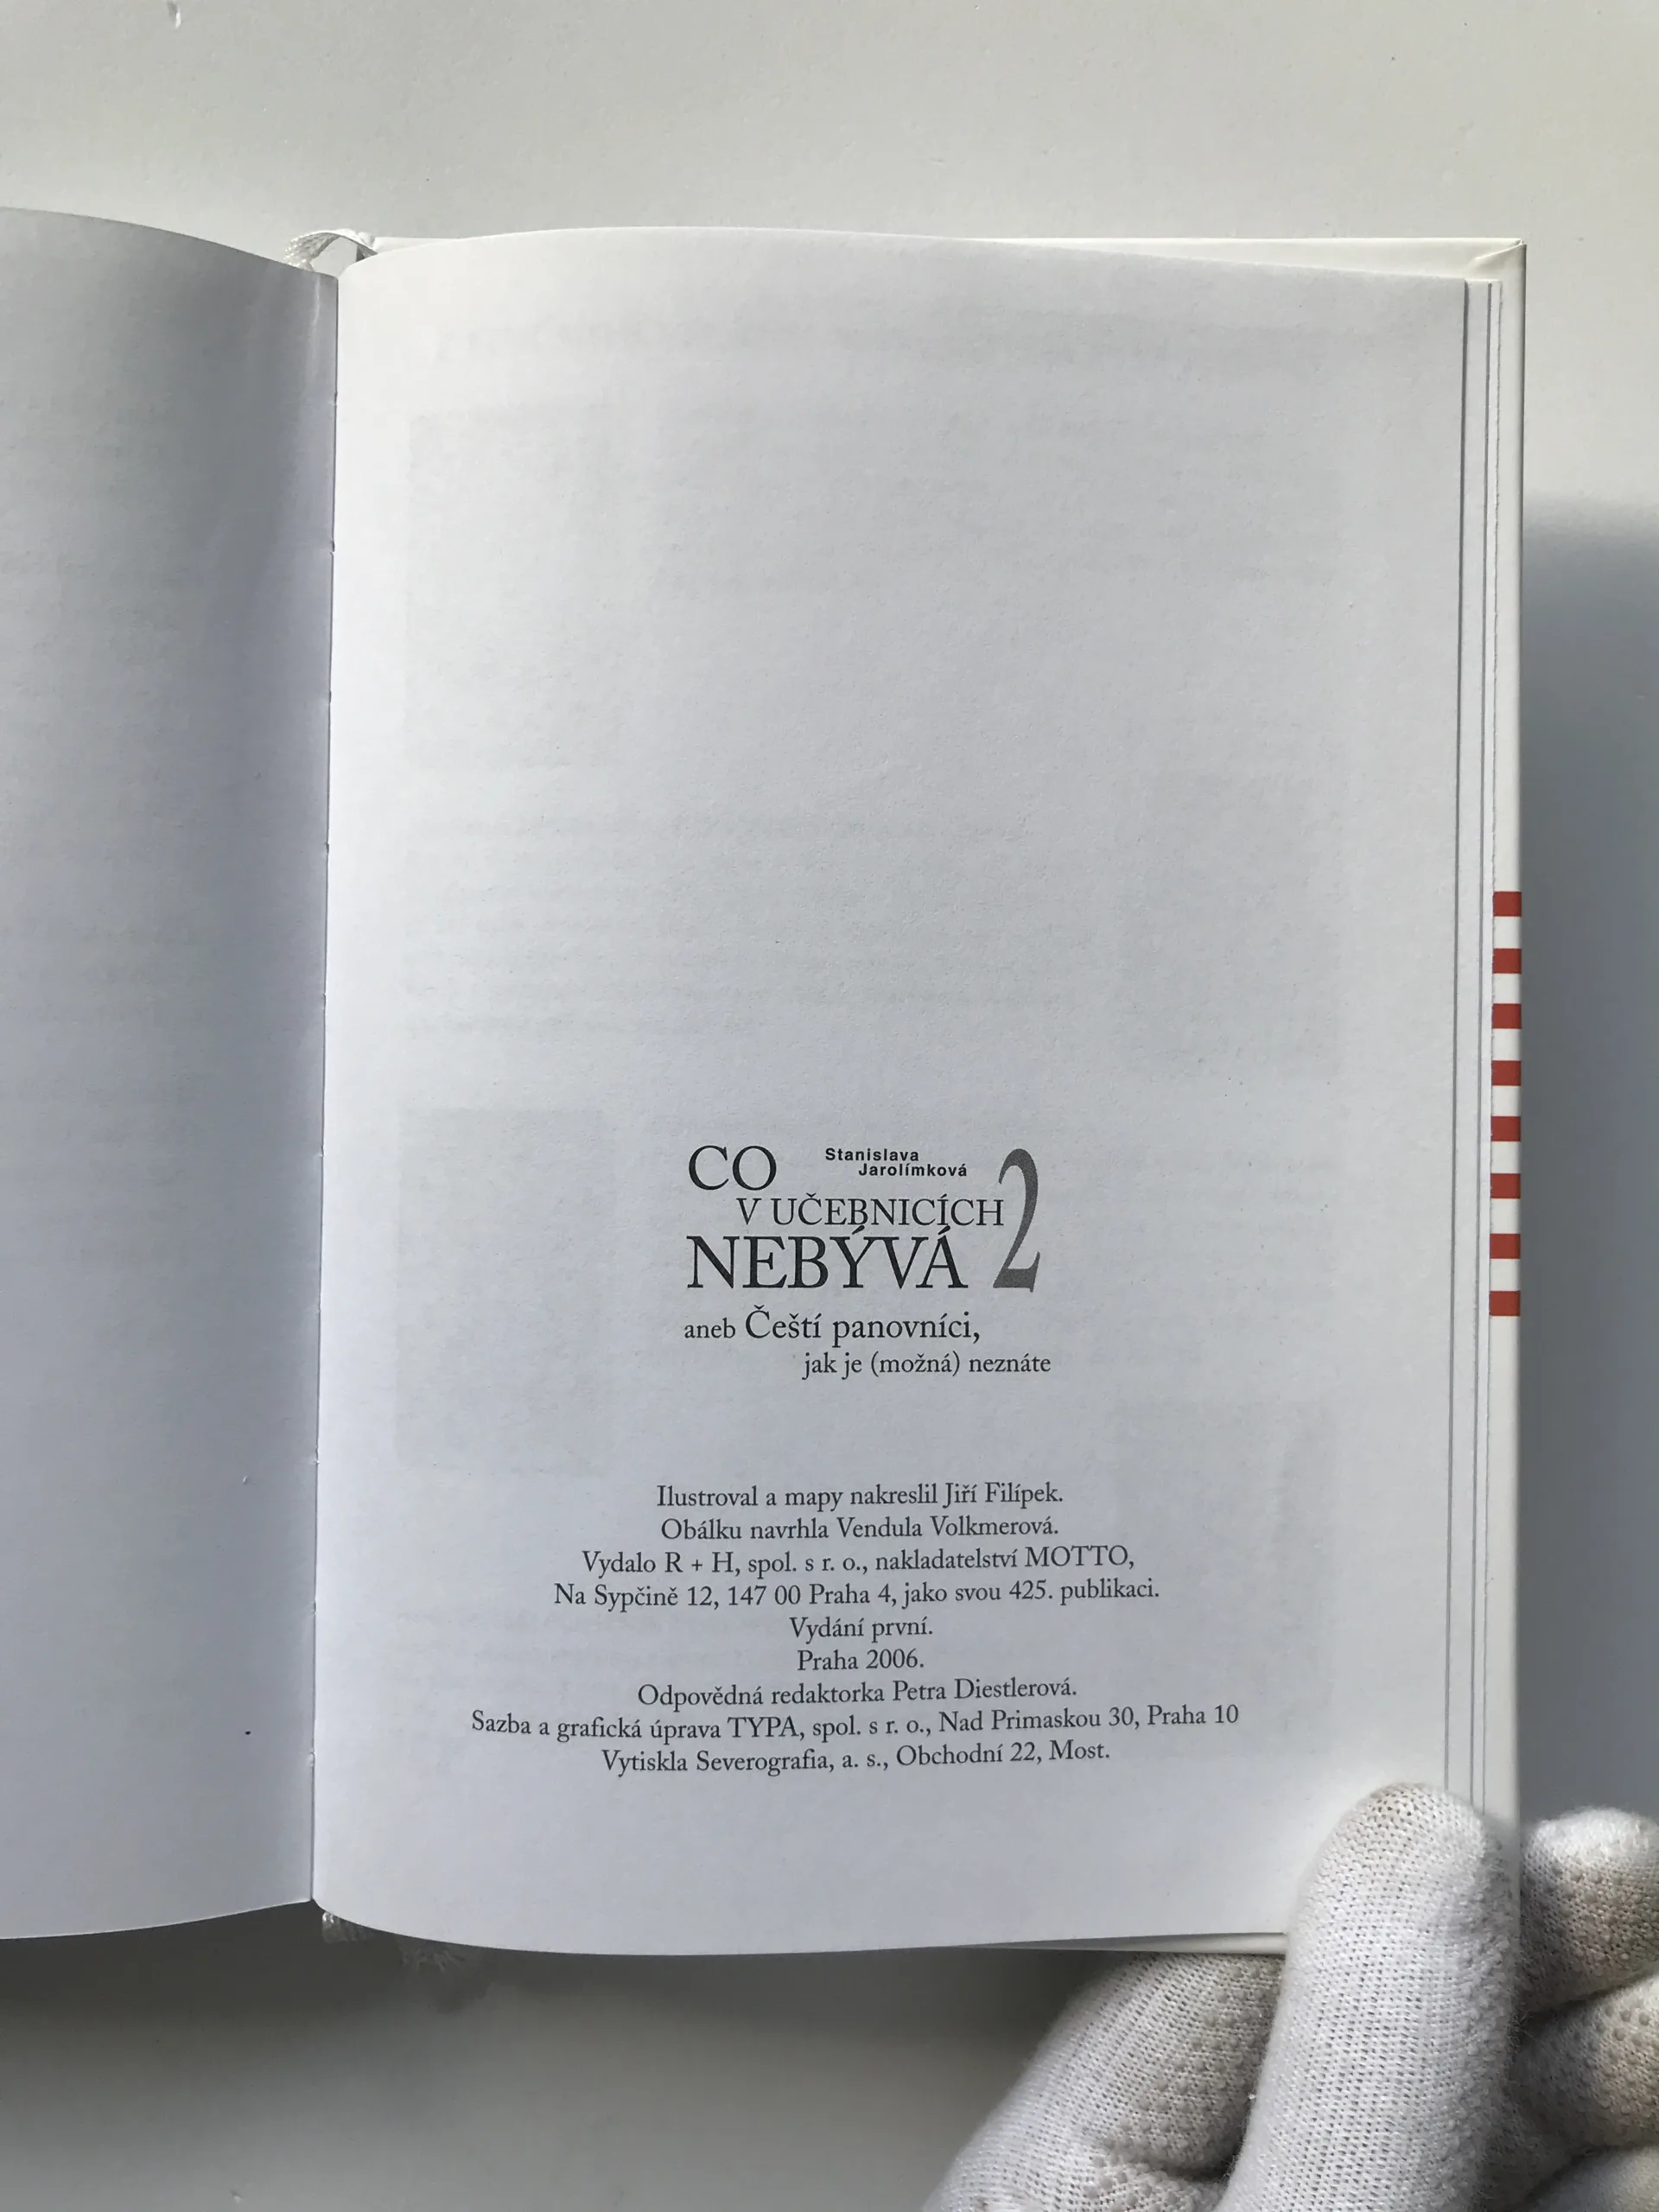 CO Stanislava
Jarolímková
V UČEBNICÍCH 2
NEBÝVÁ
aneb Čeští panovníci,
jak je (možná) neznáte
Ilustroval a mapy nakreslil Jiří Filípek.
Obálku navrhla Vendula Volkmerová.
Vydalo R + H, spol. s r. o., nakladatelství MOTTO,
Na Sypčině 12, 147 00 Praha 4, jako svou 425. publikaci.
Vydání první.
Praha 2006.
Odpovědná redaktorka Petra Diestlerová.
Sazba a grafická úprava TYPA, spol. s r. o., Nad Primaskou 30, Praha 10
Vytiskla Severografia, a. s., Obchodní 22, Most.